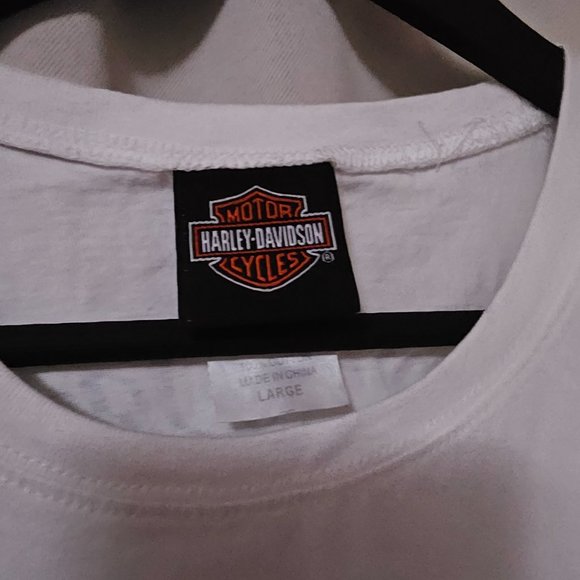 MOTOR
HARLEY-DAVIDSON
CYCLES
®
MADE IN CHINA
LARGE